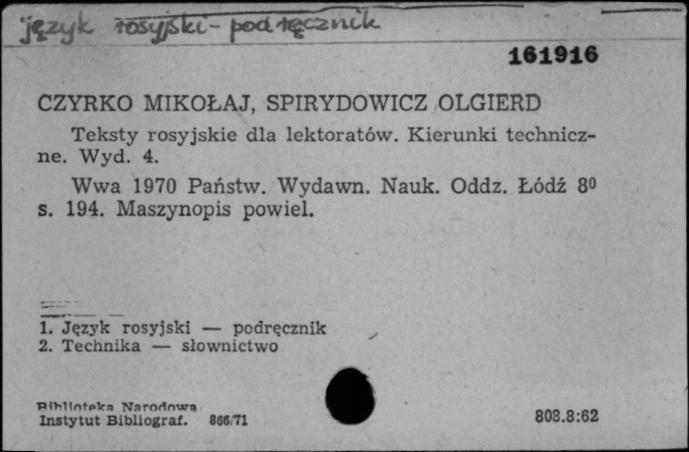 język rosyjski - podręcznik
161916
CZYRKO MIKOŁAJ, SPIRYDOWICZ OLGIERD
Teksty rosyjskie dla lektoratów. Kierunki technicz-
ne. Wyd. 4.
Wwa 1970 Państw. Wydawn. Nauk. Oddz. Łódź 8⁰
s. 194. Maszynopis powiel.
1. Język rosyjski — podręcznik
2. Technika — słownictwo
Biblioteka Narodowa
Instytut Bibliograf. 866/71
808.8:62